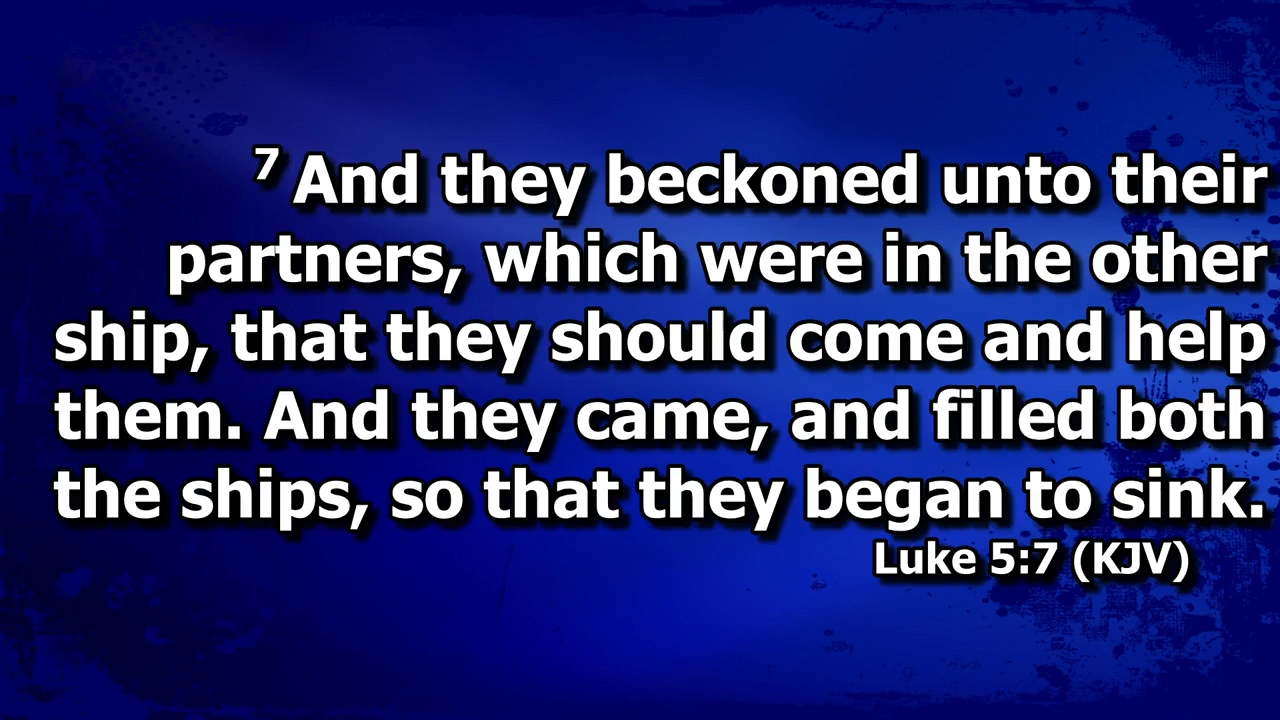 7 And they beckoned unto their
partners, which were in the other
ship, that they should come and help
them. And they came, and filled both
the ships, so that they began to sink.
Luke 5:7 (KJV)